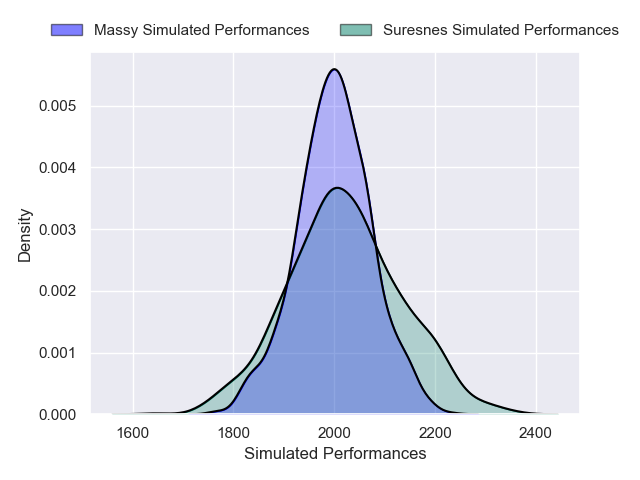 Massy Simulated Performances
Suresnes Simulated Performances
0.005
0.004
0.003
0.002
0.001
0.000
Density
1600 1800 2000 2200 2400
Simulated Performances